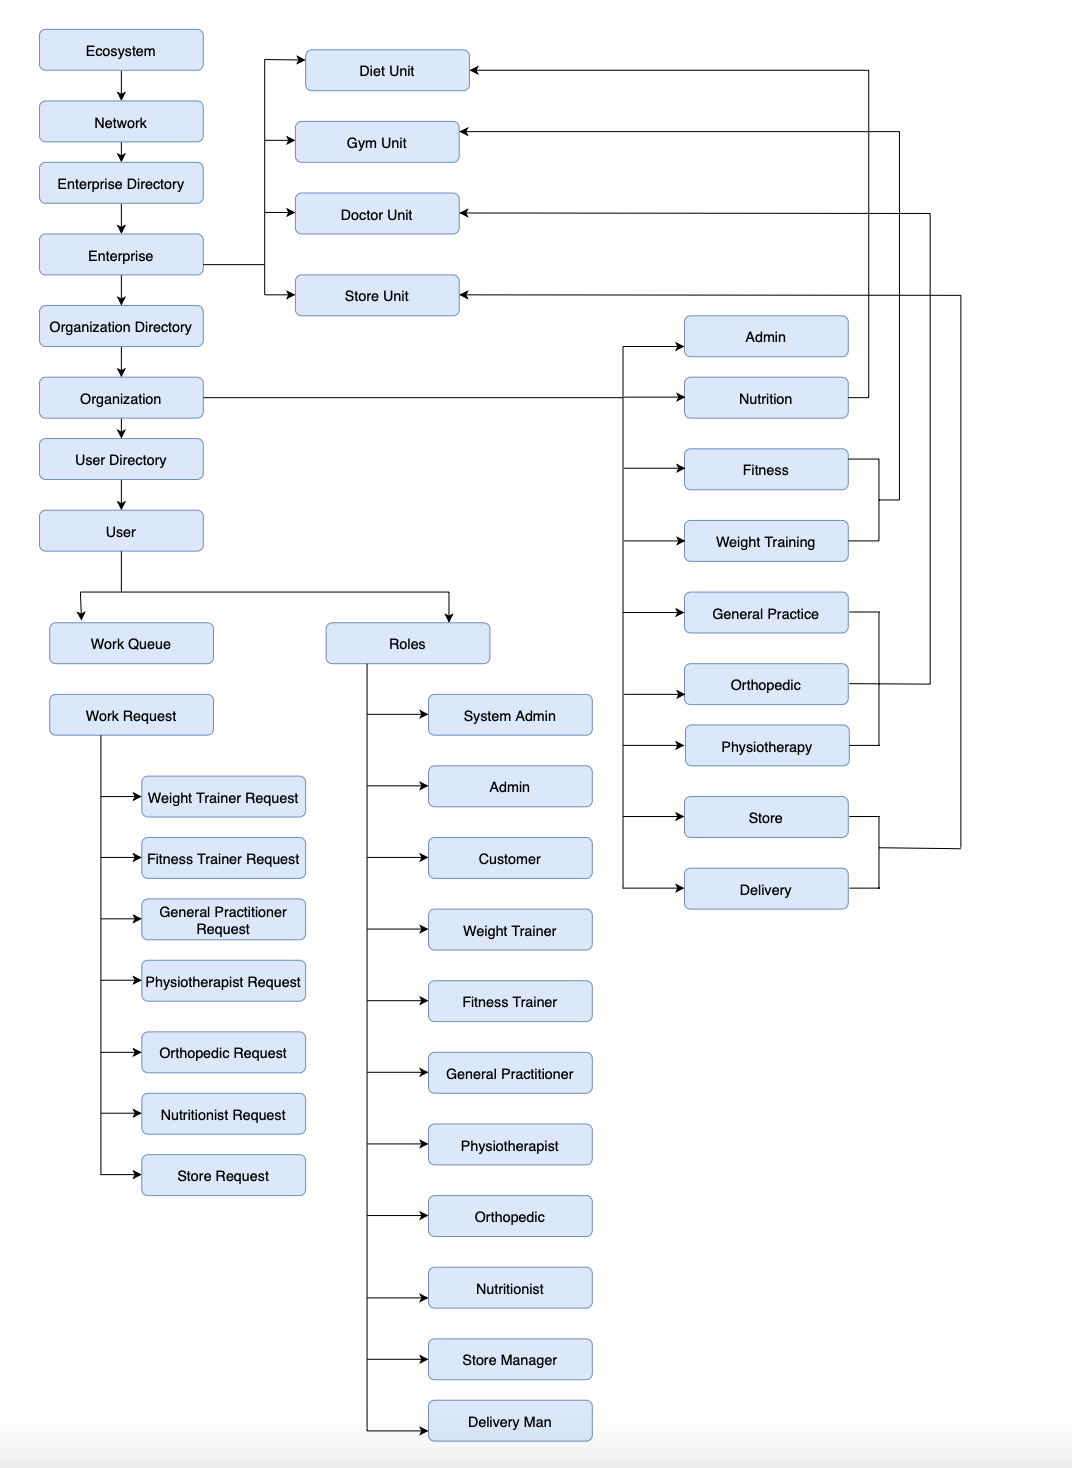 Ecosystem
Network
Enterprise Directory
Enterprise
Organization Directory
Organization
User Directory
User
Diet Unit
Gym Unit
Doctor Unit
Store Unit
Admin
Nutrition
Fitness
Weight Training
General Practice
Orthopedic
Physiotherapy
Store
Delivery
Work Queue
Work Request
Weight Trainer Request
Fitness Trainer Request
General Practitioner
Request
Physiotherapist Request
Orthopedic Request
Nutritionist Request
Store Request
Roles
System Admin
Admin
Customer
Weight Trainer
Fitness Trainer
General Practitioner
Physiotherapist
Orthopedic
Nutritionist
Store Manager
Delivery Man